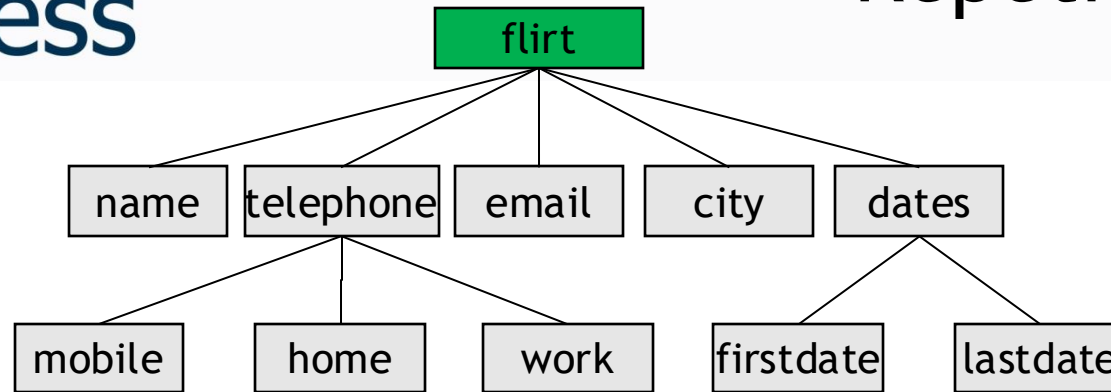 ess
flirt
name telephone email city dates
mobile home work firstdate lastdate